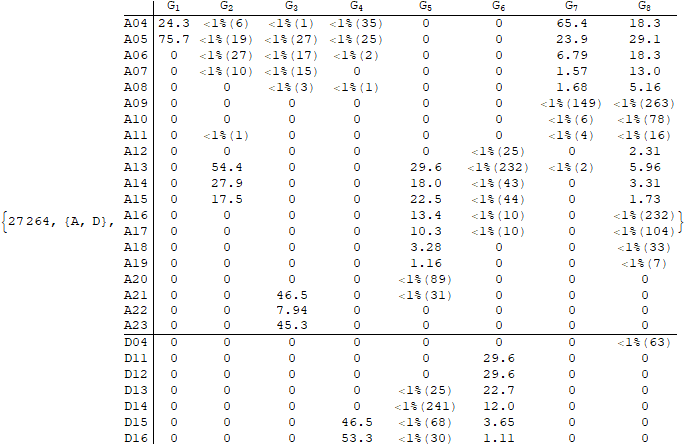 G₁ G₂ G₃ G₄ G₅ G₆ G₇ G₈
A04 24.3 <1%(6) <1%(1) <1%(35) 0 0 65.4 18.3
A05 75.7 <1%(19) <1%(27) <1%(25) 0 0 23.9 29.1
A06 0 <1%(27) <1%(17) <1%(2) 0 0 6.79 18.3
A07 0 <1%(10) <1%(15) 0 0 0 1.57 13.0
A08 0 0 <1%(3) <1%(1) 0 0 1.68 5.16
A09 0 0 0 0 0 0 <1%(149) <1%(263)
A10 0 0 0 0 0 0 <1%(6) <1%(78)
A11 0 <1%(1) 0 0 0 0 <1%(4) <1%(16)
A12 0 0 0 0 0 <1%(25) 0 2.31
A13 0 54.4 0 0 29.6 <1%(232) <1%(2) 5.96
A14 0 27.9 0 0 18.0 <1%(43) 0 3.31
A15 0 17.5 0 0 22.5 <1%(44) 0 1.73
{27264, {A, D}, A16 0 0 0 0 13.4 <1%(10) 0 <1%(232) }
A17 0 0 0 0 10.3 <1%(10) 0 <1%(104)
A18 0 0 0 0 3.28 0 0 <1%(33)
A19 0 0 0 0 1.16 0 0 <1%(7)
A20 0 0 0 0 <1%(89) 0 0 0
A21 0 0 46.5 0 <1%(31) 0 0 0
A22 0 0 7.94 0 0 0 0 0
A23 0 0 45.3 0 0 0 0 0
D04 0 0 0 0 0 0 0 <1%(63)
D11 0 0 0 0 0 29.6 0 0
D12 0 0 0 0 0 29.6 0 0
D13 0 0 0 0 <1%(25) 22.7 0 0
D14 0 0 0 0 <1%(241) 12.0 0 0
D15 0 0 0 46.5 <1%(68) 3.65 0 0
D16 0 0 0 53.3 <1%(30) 1.11 0 0